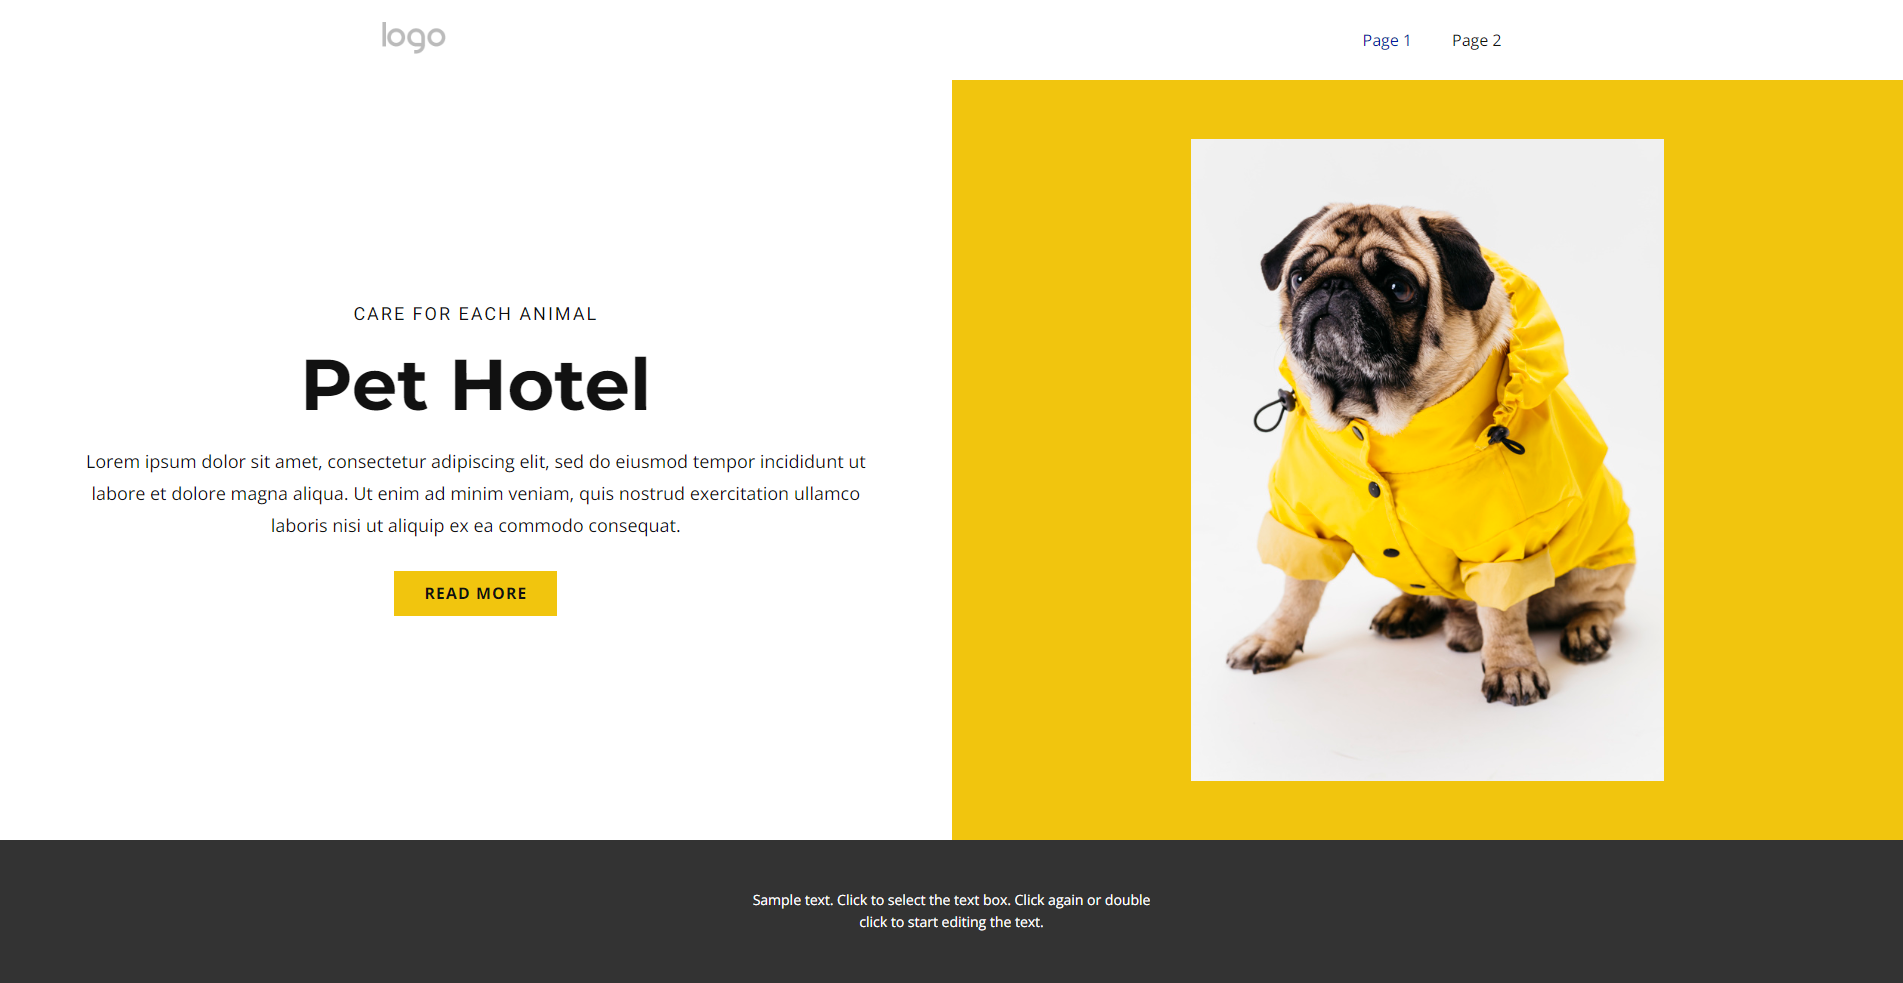 logo
Page 1
Page 2
CARE FOR EACH ANIMAL
Pet Hotel
Lorem ipsum dolor sit amet, consectetur adipiscing elit, sed do eiusmod tempor incididunt ut
labore et dolore magna aliqua. Ut enim ad minim veniam, quis nostrud exercitation ullamco
laboris nisi ut aliquip ex ea commodo consequat.
READ MORE
Sample text. Click to select the text box. Click again or double
click to start editing the text.